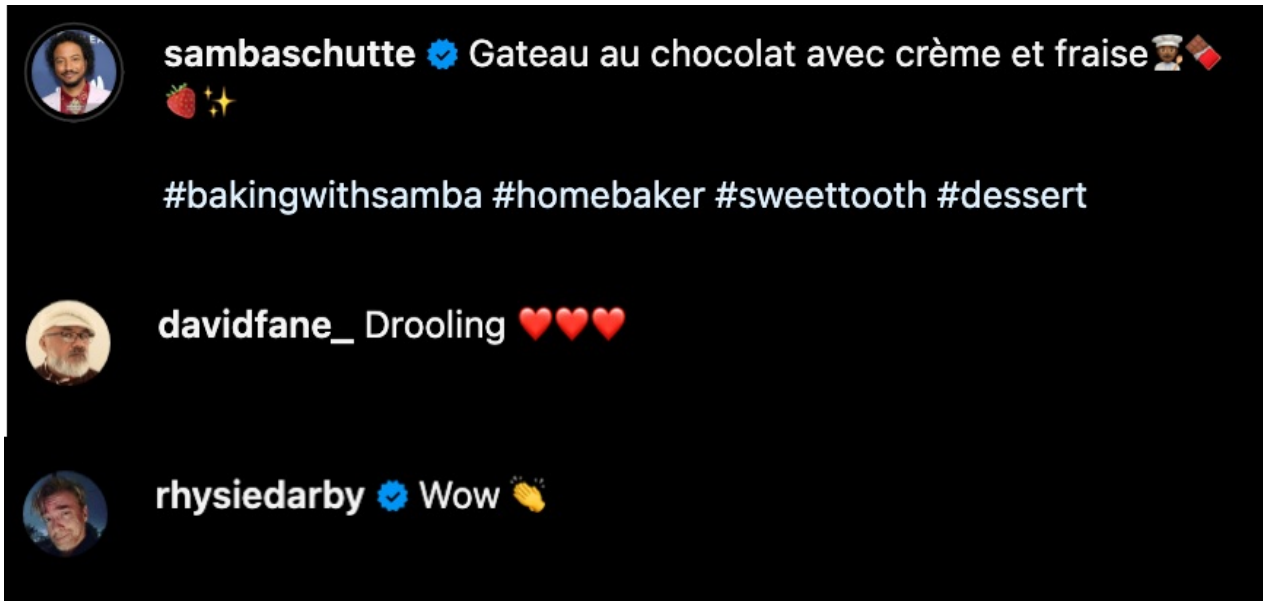 sambaschutte Gateau au chocolat avec crème et fraise👨🏾‍🍳🍫
🍓✨
#bakingwithsamba #homebaker #sweettooth #dessert
davidfane_ Drooling ❤️❤️❤️
rhysiedarby Wow 👏